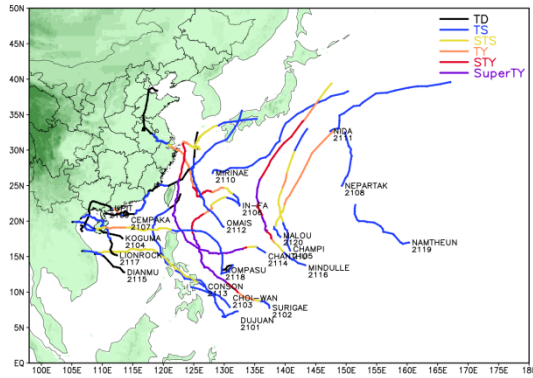 50N
45N
40N
35N
30N
25N
20N
15N
10N
5N
EQ
100E
105E
110E
115E
120E
125E
130E
135E
140E
145E
150E
155E
160E
165E
170E
TD
TS
STS
TY
STY
SuperTY
NIDA
2111
MIRINAE
2110
NEPARTAK
2108
IN-FA
2106
CEMPAKA
2107
OMAIS
2112
KOGUMA
2104
MALOU
2120
NAMTHEUN
2119
LIONROCK
2117
CHAMPI
2105
2114
MINDULLE
2116
DIANMU
2115
KOMPASU
2118
CONSON
2113
CHOI-WAN
2103
SURIGAE
2102
DUJUAN
2101